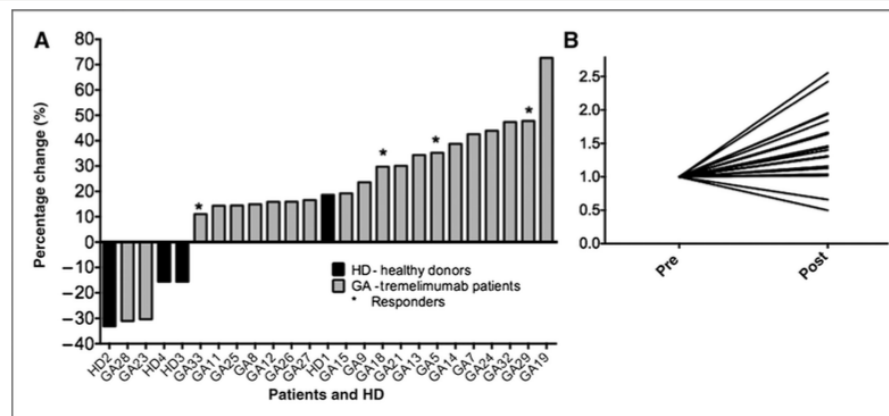 A
Percentage change (%)
80
70
60
50
40
30
20
10
0
−10
−20
−30
−40
HD - healthy donors
GA - tremelimumab patients
* Responders
HD2 GA28 GA23 HD4 HD3 GA33 GA11 GA25 GA8 GA12 GA26 GA27 HD1 GA15 GA9 GA18 GA21 GA13 GA5 GA14 GA7 GA24 GA32 GA29 GA19
Patients and HD
B
2.5
2.0
1.5
1.0
0.5
0.0
Pre Post